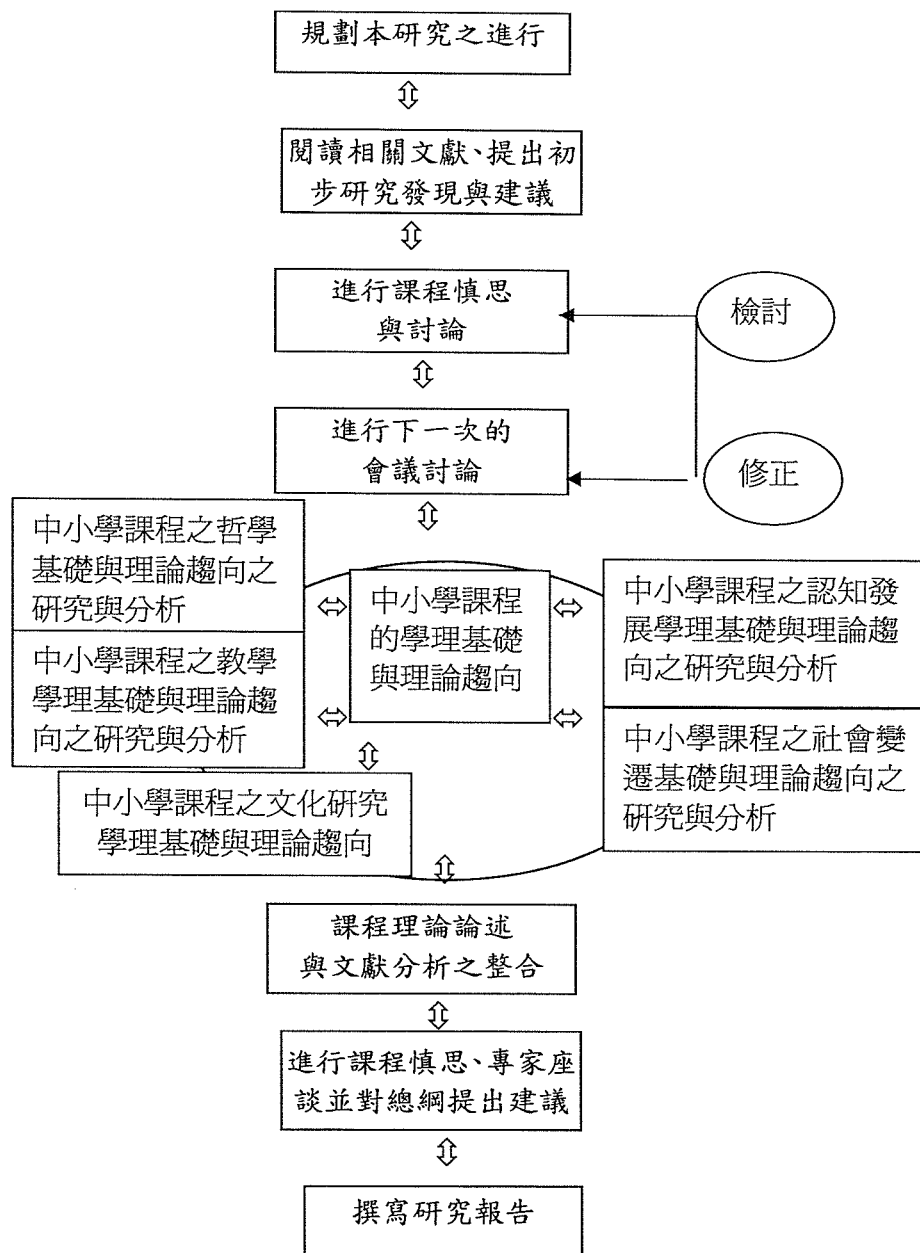 規劃本研究之進行
閱讀相關文獻、提出初
步研究發現與建議
進行課程慎思
與討論
檢討
進行下一次的
會議討論
修正
中小學課程之哲學
基礎與理論趨向之
研究與分析
中小學課程之教學
學理基礎與理論趨
向之研究與分析
中小學課程之文化研究
學理基礎與理論趨向
中小學課程
的學理基礎
與理論趨向
中小學課程之認知發
展學理基礎與理論趨
向之研究與分析
中小學課程之社會變
遷基礎與理論趨向之
研究與分析
課程理論論述
與文獻分析之整合
進行課程慎思、專家座
談並對總綱提出建議
撰寫研究報告